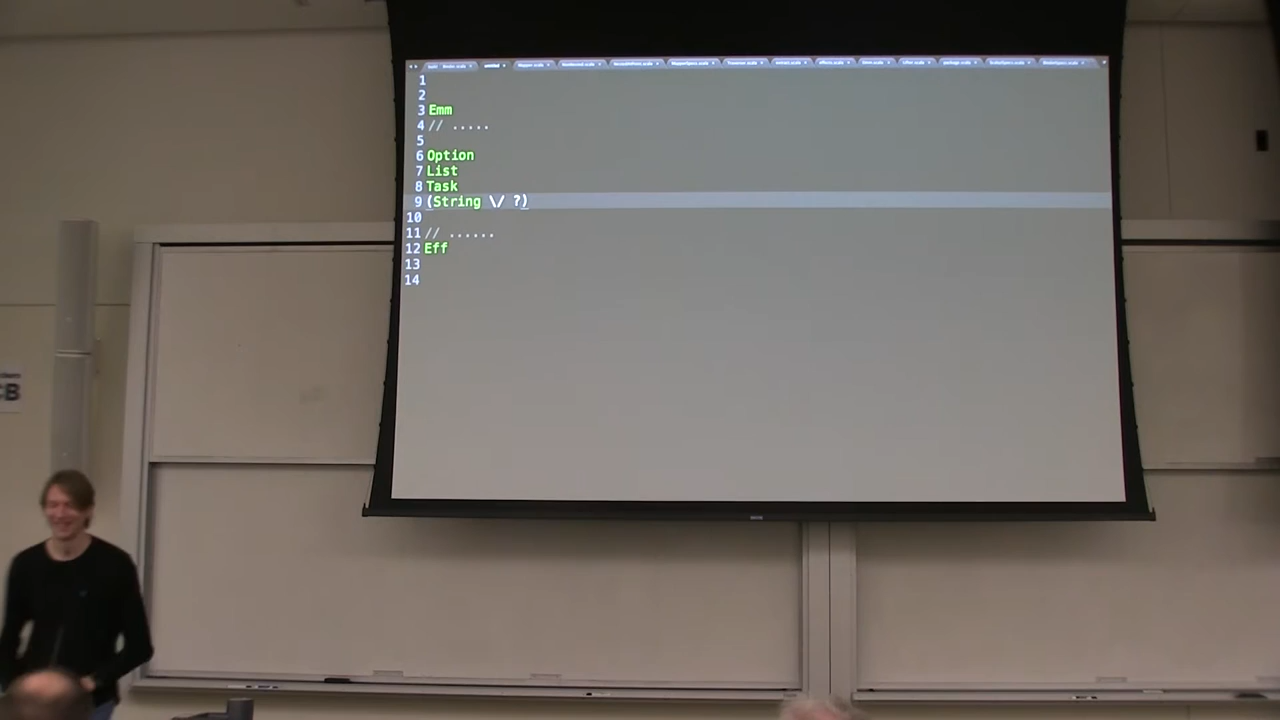 1
2
3 Emm
4 // .....
5
6 Option
7 List
8 Task
9 (String \/ ?)
10
11 // ......
12 Eff
13
14
CB